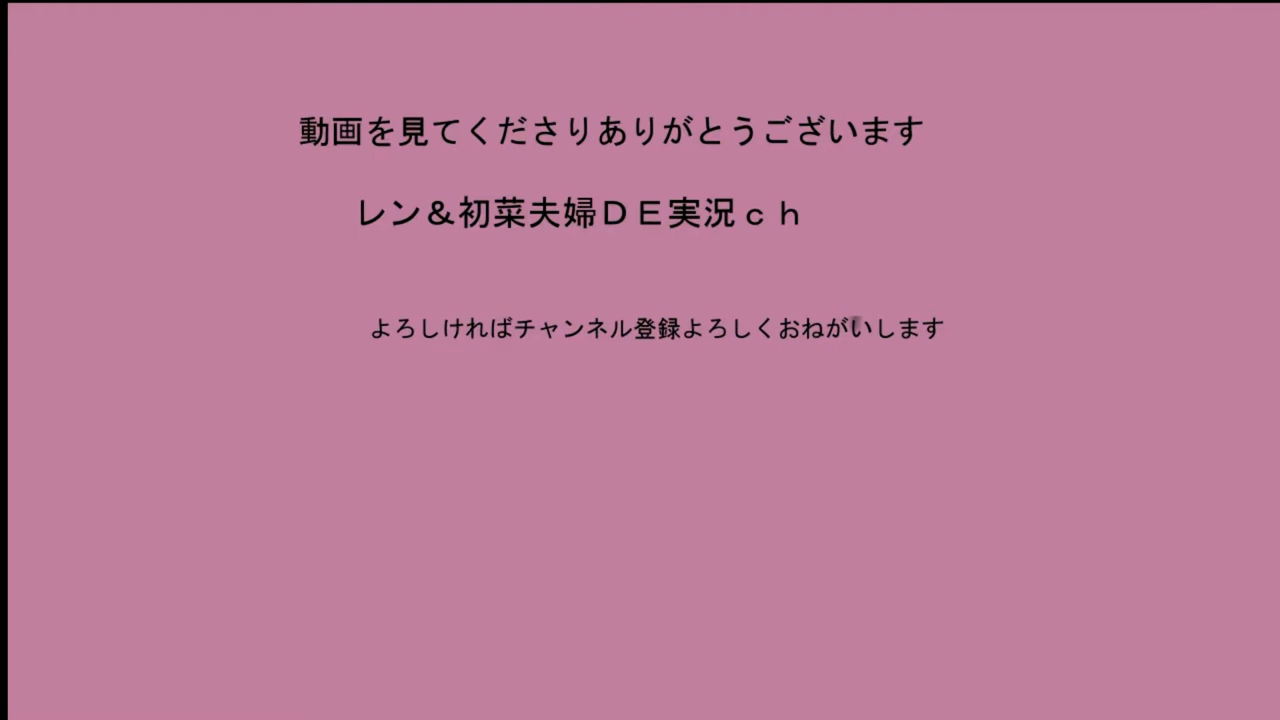 動画を見てくださりありがとうございます
レン＆初菜夫婦ＤＥ実況ｃｈ
よろしければチャンネル登録よろしくおねがいします